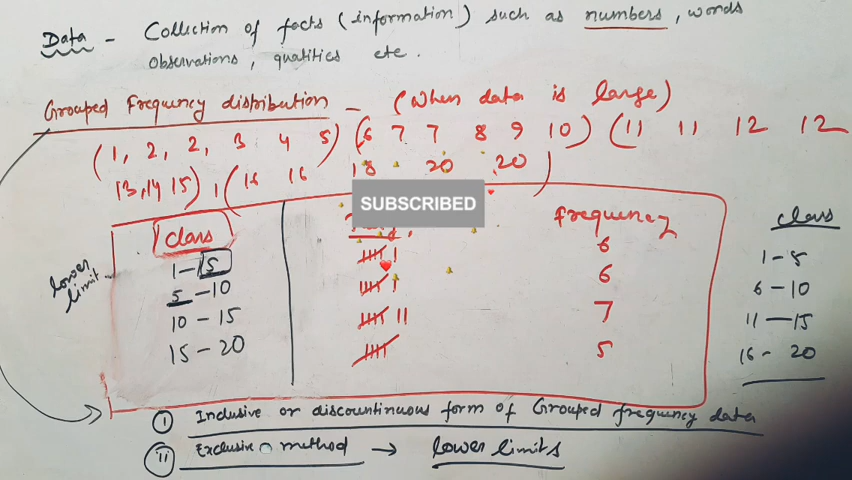 Data - Collection of facts (information) such as numbers, words
observations, quatities etc.
Grouped Frequency distribution - (When data is large)
(1, 2, 2, 3 4 5) (6 7 7 8 9 10) (11 11 12 12
13,14 15) , (16 16 18 20 20)
SUBSCRIBED
class frequency class
1-5 𝍸 I 6 1-5
lower limit
5-10 𝍸 I 6 6-10
10-15 𝍸 II 7 11-15
15-20 𝍸 5 16-20
(i) Inclusive or discountinuous form of Grouped frequency data
(ii) Exclusive method → lower limits